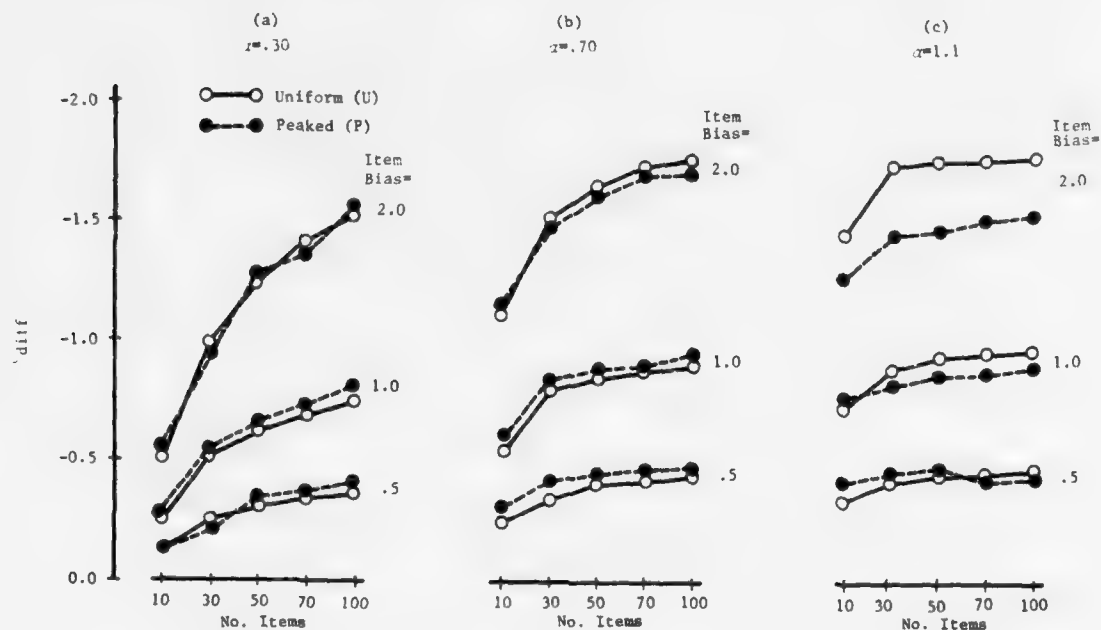 (a)
(b)
(c)
=.30
=.70
α=1.1
-2.0
-1.5
-1.0
-0.5
0.0
Uniform (U)
Peaked (P)
Item
Bias=
2.0
1.0
.5
Item
Bias=
2.0
1.0
.5
Item
Bias=
2.0
1.0
.5
10 30 50 70 100
No. Items
10 30 50 70 100
No. Items
10 30 50 70 100
No. Items